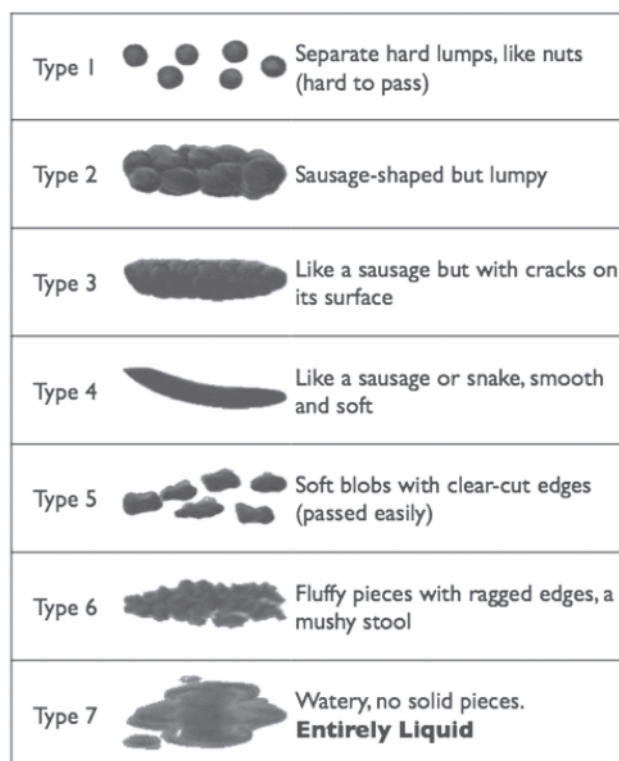 Type 1
Separate hard lumps, like nuts
(hard to pass)
Type 2
Sausage-shaped but lumpy
Type 3
Like a sausage but with cracks on
its surface
Type 4
Like a sausage or snake, smooth
and soft
Type 5
Soft blobs with clear-cut edges
(passed easily)
Type 6
Fluffy pieces with ragged edges, a
mushy stool
Type 7
Watery, no solid pieces.
Entirely Liquid